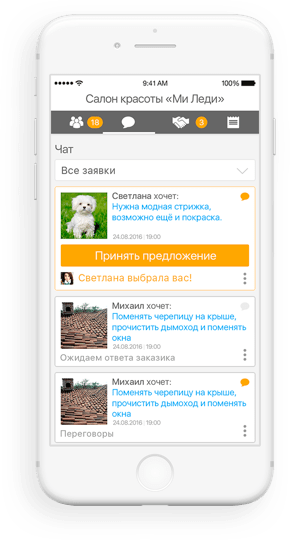 9:41 AM 100%
Салон красоты «Ми Леди»
18 3
Чат
Все заявки
Светлана хочет:
Нужна модная стрижка,
возможно ещё и покраска.
24.08.2016 · 19:00
Принять предложение
Светлана выбрала вас!
Михаил хочет:
Поменять черепицу на крыше,
прочистить дымоход и поменять
окна
24.08.2016 · 19:00
Ожидаем ответа заказика
Михаил хочет:
Поменять черепицу на крыше,
прочистить дымоход и поменять
окна
24.08.2016 · 19:00
Переговоры